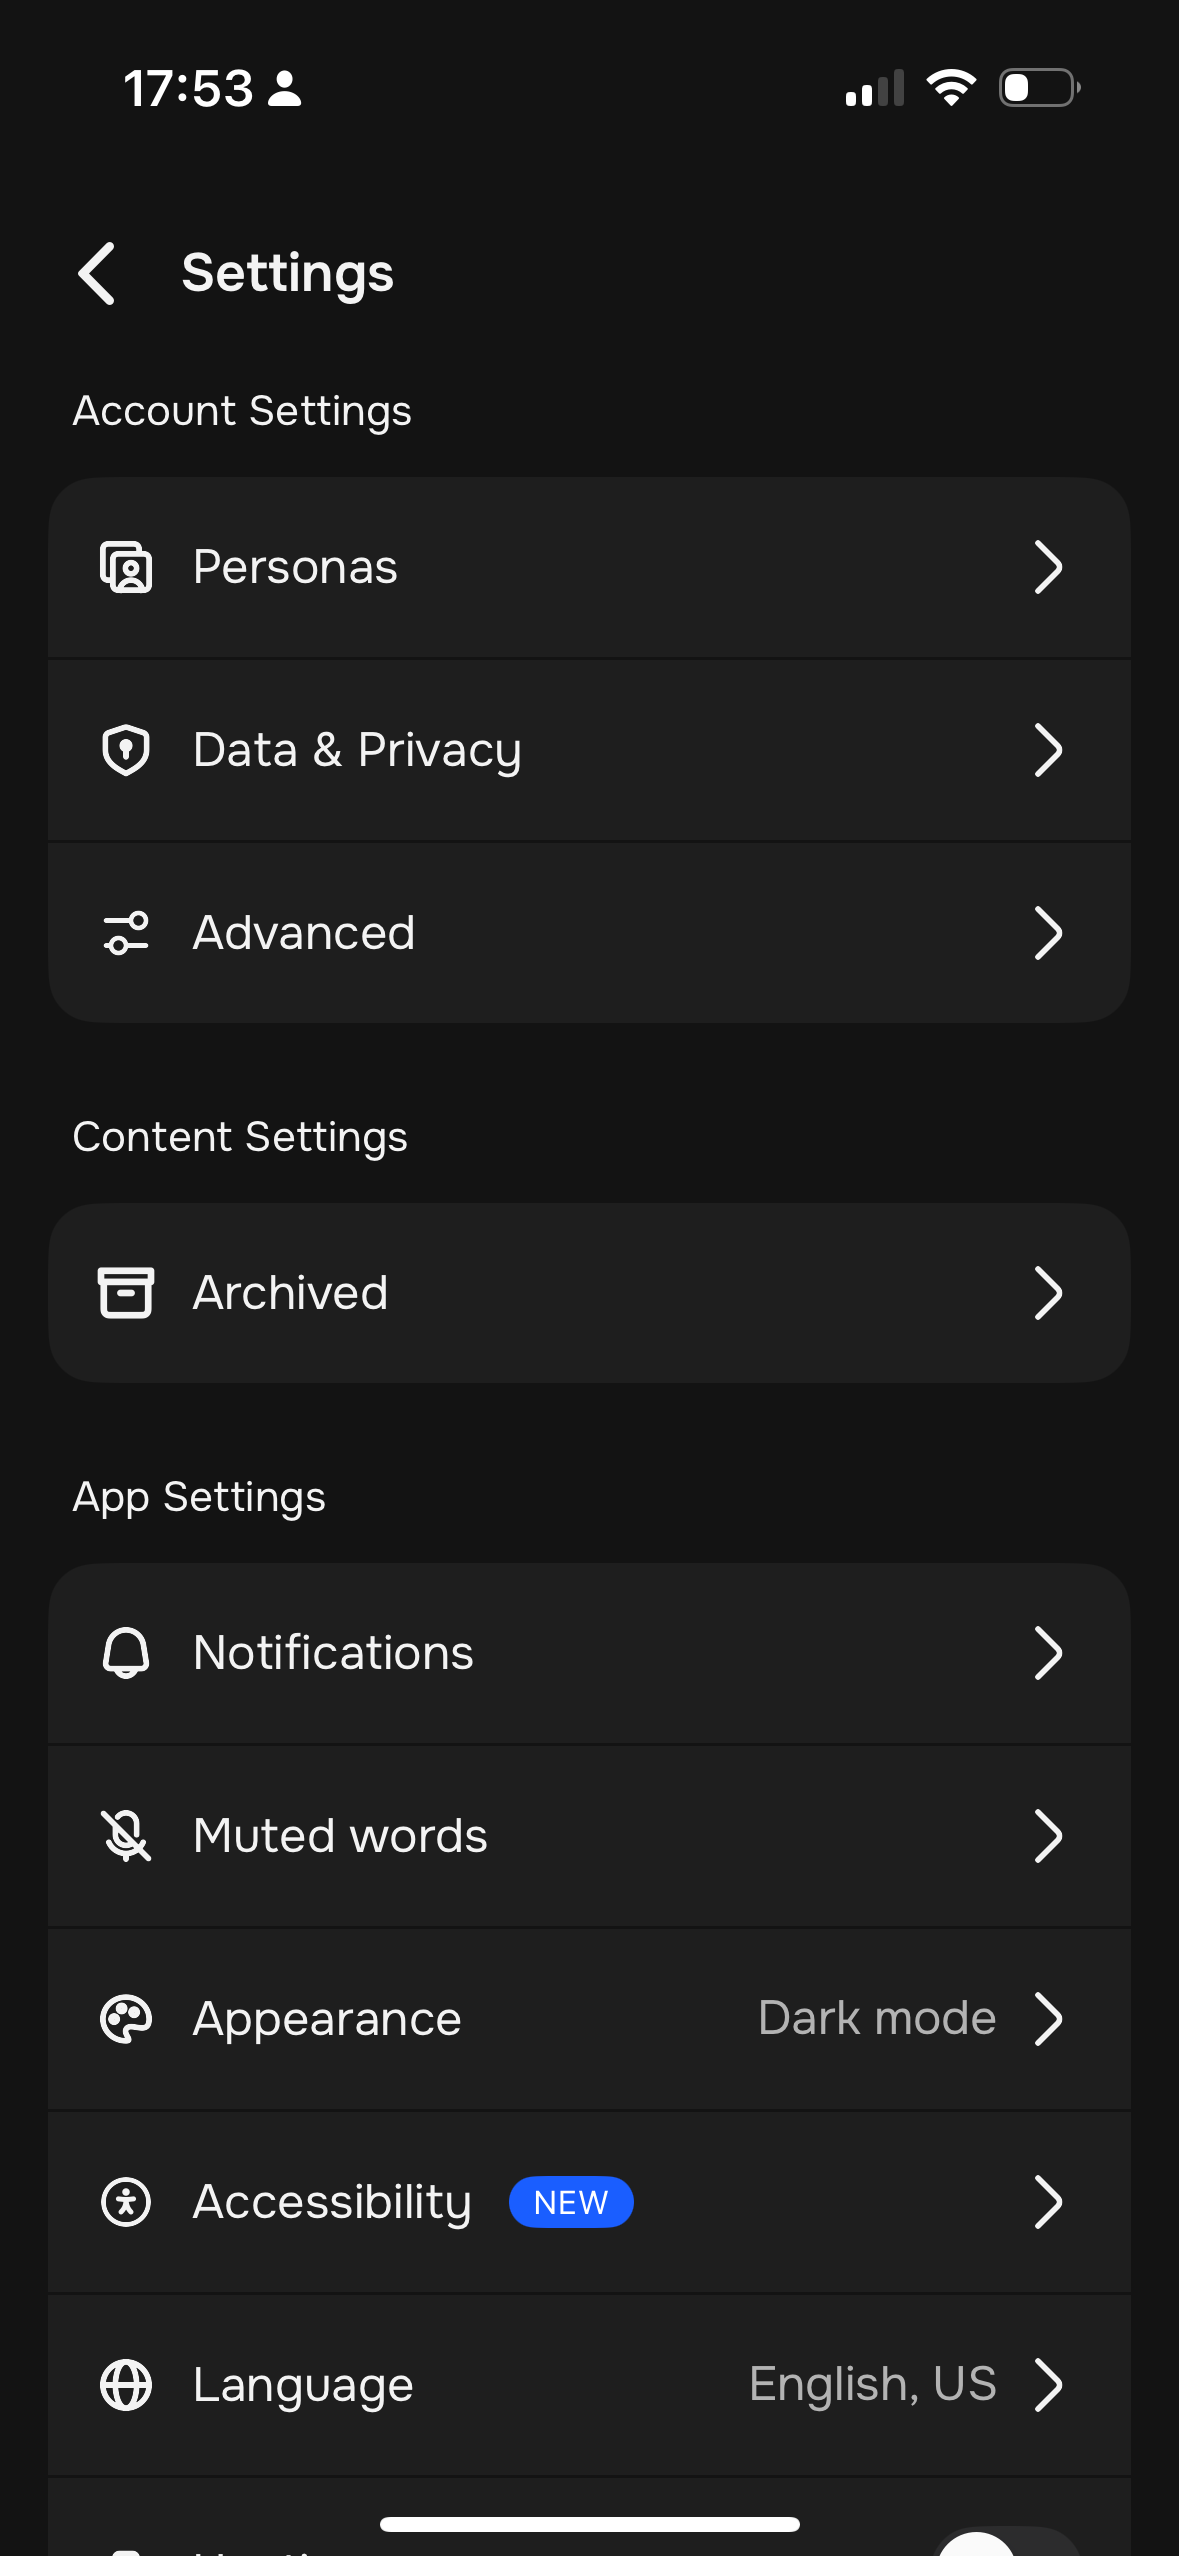 17:53
Settings
Account Settings
Personas
Data & Privacy
Advanced
Content Settings
Archived
App Settings
Notifications
Muted words
Appearance Dark mode
Accessibility NEW
Language English, US